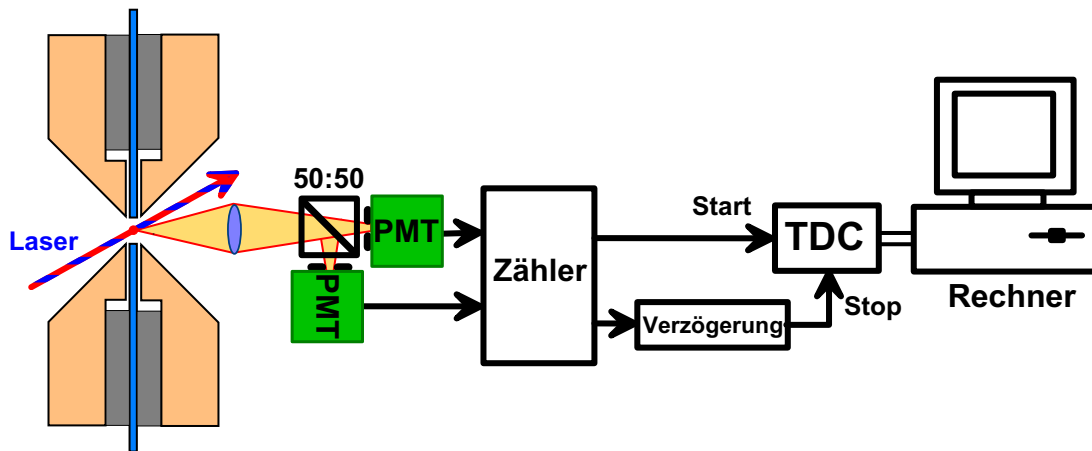 Laser
50:50
PMT
PMT
Zähler
Start
TDC
Verzögerung
Stop
Rechner